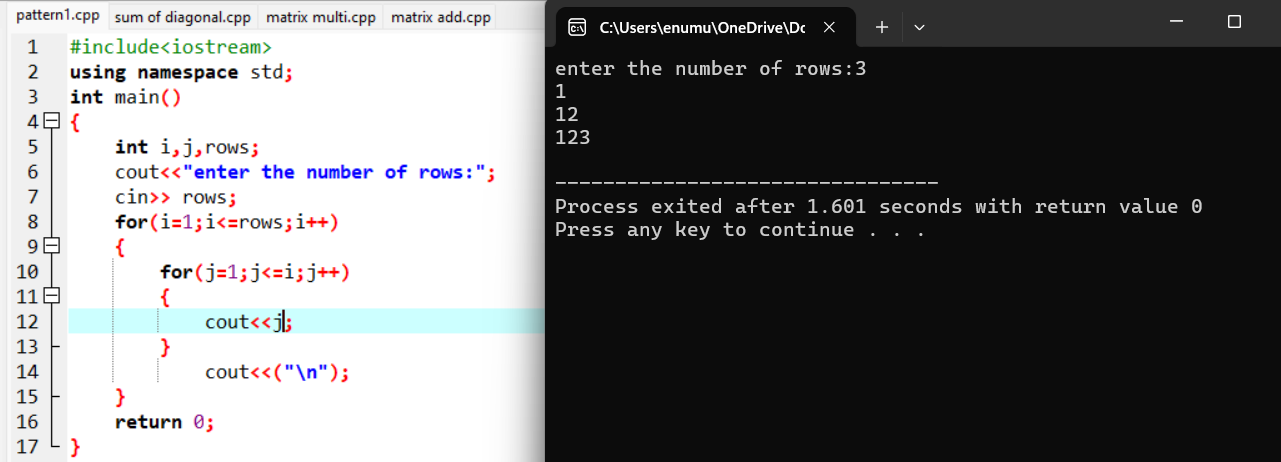 pattern1.cpp sum of diagonal.cpp matrix multi.cpp matrix add.cpp
1 #include<iostream>
2 using namespace std;
3 int main()
4 {
5 int i,j,rows;
6 cout<<"enter the number of rows:";
7 cin>> rows;
8 for(i=1;i<=rows;i++)
9 {
10 for(j=1;j<=i;j++)
11 {
12 cout<<j;
13 }
14 cout<<("\n");
15 }
16 return 0;
17 }
C:\Users\enumu\OneDrive\Dc
enter the number of rows:3
1
12
123
--------------------------------
Process exited after 1.601 seconds with return value 0
Press any key to continue . . .